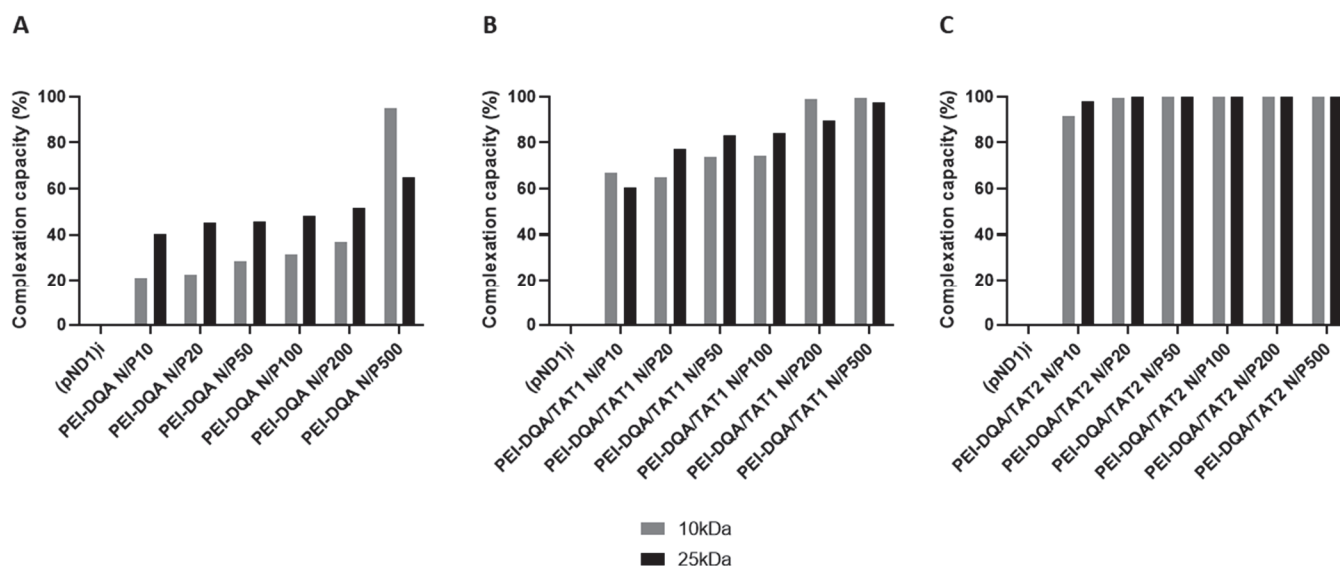 A
Complexation capacity (%)
100
80
60
40
20
0
(pND1)i
PEI-DQA N/P10
PEI-DQA N/P20
PEI-DQA N/P50
PEI-DQA N/P100
PEI-DQA N/P200
PEI-DQA N/P500
B
Complexation capacity (%)
100
80
60
40
20
0
(pND1)i
PEI-DQA/TAT1 N/P10
PEI-DQA/TAT1 N/P20
PEI-DQA/TAT1 N/P50
PEI-DQA/TAT1 N/P100
PEI-DQA/TAT1 N/P200
PEI-DQA/TAT1 N/P500
C
Complexation capacity (%)
100
80
60
40
20
0
(pND1)i
PEI-DQA/TAT2 N/P10
PEI-DQA/TAT2 N/P20
PEI-DQA/TAT2 N/P50
PEI-DQA/TAT2 N/P100
PEI-DQA/TAT2 N/P200
PEI-DQA/TAT2 N/P500
10kDa
25kDa